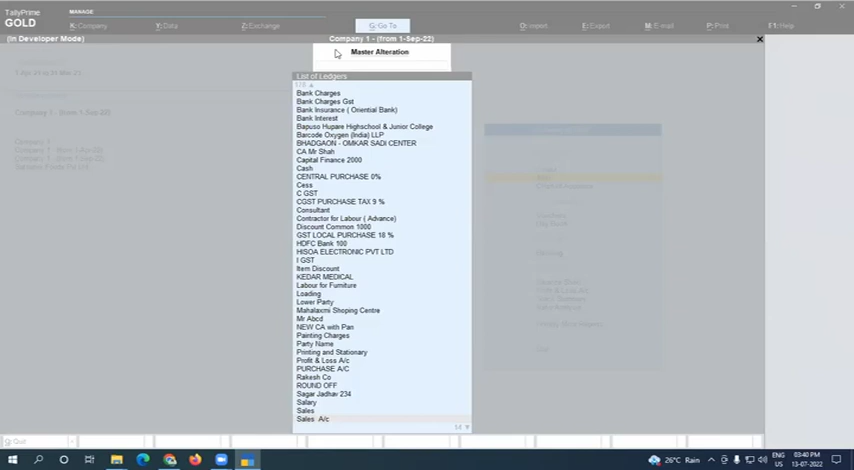 TallyPrime
GOLD
MANAGE
K:Company
Y:Data
Z:Exchange
G:Go To
O:Import
E:Export
M:E-mail
P:Print
F1:Help
(in Developer Mode)
Company 1 - (from 1-Sep-22)
Master Alteration
List of Ledgers
Bank Charges
Bank Charges Gst
Bank Insurance ( Oriential Bank)
Bank Interest
Bapuso Hupare Highschool & Junior College
Barcode Oxygen (India) LLP
BHADGAON - OMKAR SADI CENTER
CA Mr Shah
Capital Finance 2000
Cash
CENTRAL PURCHASE 0%
Cess
C GST
CGST PURCHASE TAX 9 %
Consultant
Contractor for Labour ( Advance)
Discount Common 1000
GST LOCAL PURCHASE 18 %
HDFC Bank 100
HISOA ELECTRONIC PVT LTD
I GST
Item Discount
KEDAR MEDICAL
Labour for Furniture
Loading
Lower Party
Mahalaxmi Shoping Centre
Mr Abcd
NEW CA with Pan
Painting Charges
Party Name
Printing and Stationary
Profit & Loss A/c
PURCHASE A/C
Rakesh Co
ROUND OFF
Sagar Jadhav 234
Salary
Sales
Sales A/c
Q:Quit
26°C Rain
ENG
US
03:40 PM
13-07-2022